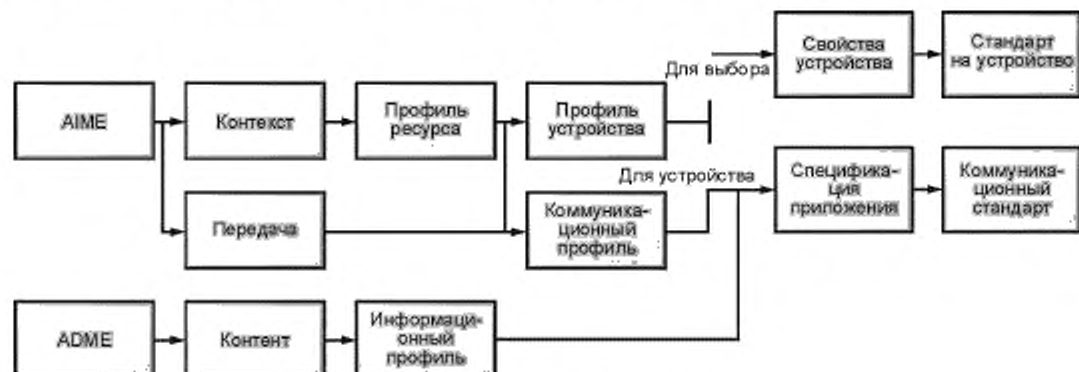 Свойства
устройства
Стандарт
на устройство
Для выбора
AIME
Контекст
Профиль
ресурса
Профиль
устройства
Для устройства
Специфика-
ция
приложения
Коммуника-
ционный
стандарт
Передача
Коммуника-
ционный
профиль
ADME
Контент
Информаци-
онный
профиль